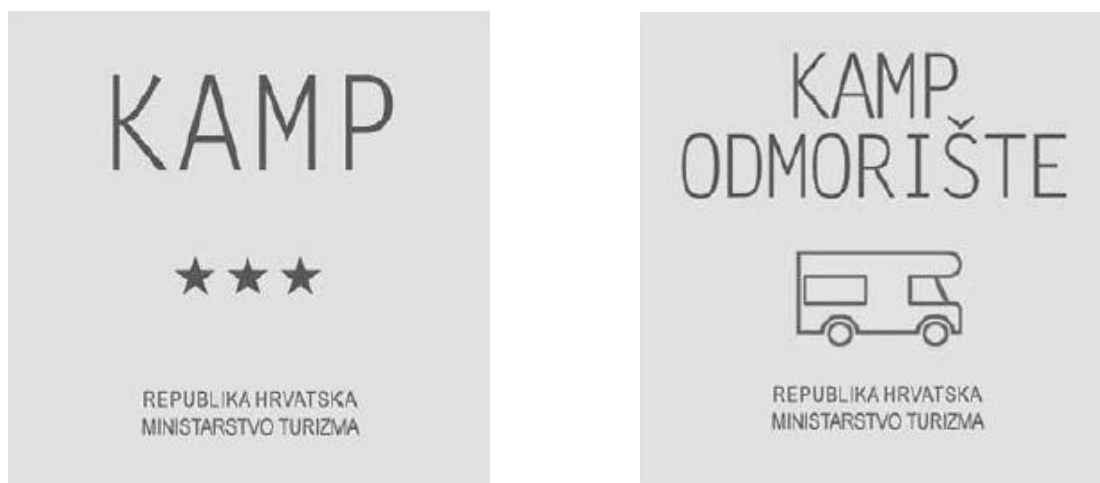 KAMP
REPUBLIKA HRVATSKA
MINISTARSTVO TURIZMA
KAMP
ODMORIŠTE
REPUBLIKA HRVATSKA
MINISTARSTVO TURIZMA